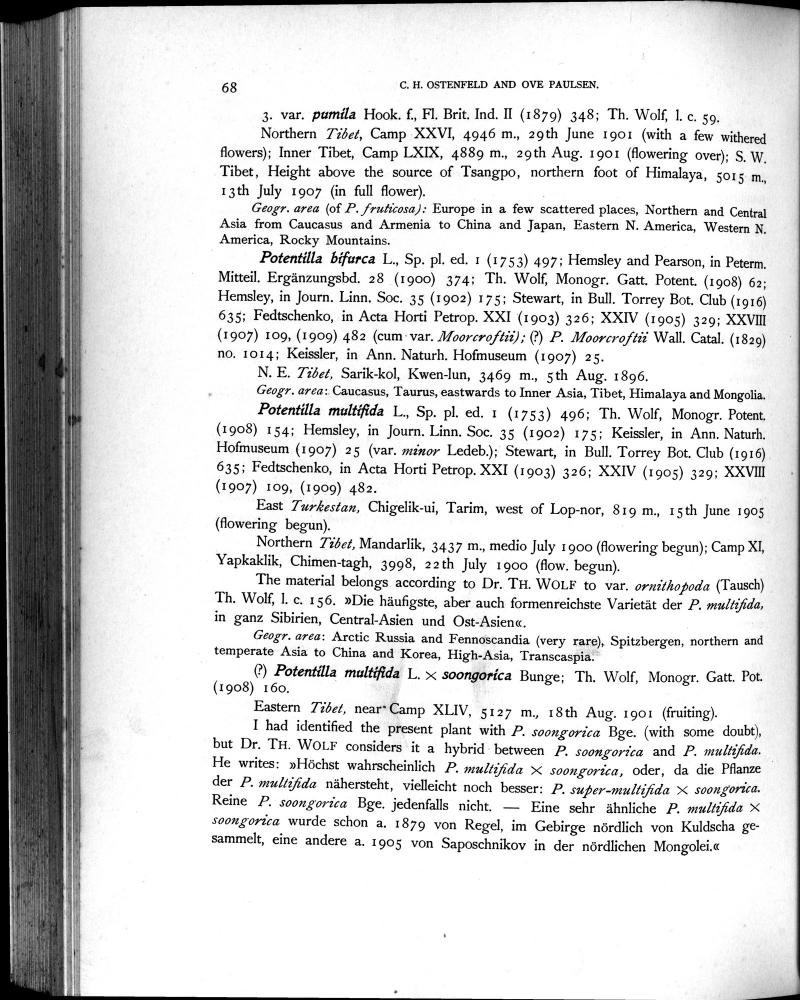 68
C. H. OSTENFELD AND OVE PAULSEN.
3. var. pumila Hook. f., Fl. Brit. Ind. II (1879) 348; Th. Wolf, l. c. 59.
Northern Tibet, Camp XXVI, 4946 m., 29th June 1901 (with a few withered
flowers); Inner Tibet, Camp LXIX, 4889 m., 29th Aug. 1901 (flowering over); S. W.
Tibet, Height above the source of Tsangpo, northern foot of Himalaya, 5015 m.,
13th July 1907 (in full flower).
Geogr. area (of P. fruticosa): Europe in a few scattered places, Northern and Central
Asia from Caucasus and Armenia to China and Japan, Eastern N. America, Western N.
America, Rocky Mountains.
Potentilla bifurca L., Sp. pl. ed. 1 (1753) 497; Hemsley and Pearson, in Peterm.
Mitteil. Ergänzungsbd. 28 (1900) 374; Th. Wolf, Monogr. Gatt. Potent. (1908) 62;
Hemsley, in Journ. Linn. Soc. 35 (1902) 175; Stewart, in Bull. Torrey Bot. Club (1916)
635; Fedtschenko, in Acta Horti Petrop. XXI (1903) 326; XXIV (1905) 329; XXVIII
(1907) 109, (1909) 482 (cum var. Moorcroftii); (?) P. Moorcroftii Wall. Catal. (1829)
no. 1014; Keissler, in Ann. Naturh. Hofmuseum (1907) 25.
N. E. Tibet, Sarik-kol, Kwen-lun, 3469 m., 5th Aug. 1896.
Geogr. area: Caucasus, Taurus, eastwards to Inner Asia, Tibet, Himalaya and Mongolia.
Potentilla multifida L., Sp. pl. ed. 1 (1753) 496; Th. Wolf, Monogr. Potent.
(1908) 154; Hemsley, in Journ. Linn. Soc. 35 (1902) 175; Keissler, in Ann. Naturh.
Hofmuseum (1907) 25 (var. minor Ledeb.); Stewart, in Bull. Torrey Bot. Club (1916)
635; Fedtschenko, in Acta Horti Petrop. XXI (1903) 326; XXIV (1905) 329; XXVIII
(1907) 109, (1909) 482.
East Turkestan, Chigelik-ui, Tarim, west of Lop-nor, 819 m., 15th June 1905
(flowering begun).
Northern Tibet, Mandarlik, 3437 m., medio July 1900 (flowering begun); Camp XI,
Yapkaklik, Chimen-tagh, 3998, 22th July 1900 (flow. begun).
The material belongs according to Dr. TH. WOLF to var. ornithopoda (Tausch)
Th. Wolf, l. c. 156. »Die häufigste, aber auch formenreichste Varietät der P. multifida,
in ganz Sibirien, Central-Asien und Ost-Asien«.
Geogr. area: Arctic Russia and Fennoscandia (very rare), Spitzbergen, northern and
temperate Asia to China and Korea, High-Asia, Transcaspia.
(?) Potentilla multifida L. × soongorica Bunge; Th. Wolf, Monogr. Gatt. Pot.
(1908) 160.
Eastern Tibet, near Camp XLIV, 5127 m., 18th Aug. 1901 (fruiting).
I had identified the present plant with P. soongorica Bge. (with some doubt),
but Dr. TH. WOLF considers it a hybrid between P. soongorica and P. multifida.
He writes: »Höchst wahrscheinlich P. multifida × soongorica, oder, da die Pflanze
der P. multifida nähersteht, vielleicht noch besser: P. super-multifida × soongorica.
Reine P. soongorica Bge. jedenfalls nicht. — Eine sehr ähnliche P. multifida ×
soongorica wurde schon a. 1879 von Regel, im Gebirge nördlich von Kuldscha ge-
sammelt, eine andere a. 1905 von Saposchnikov in der nördlichen Mongolei.«